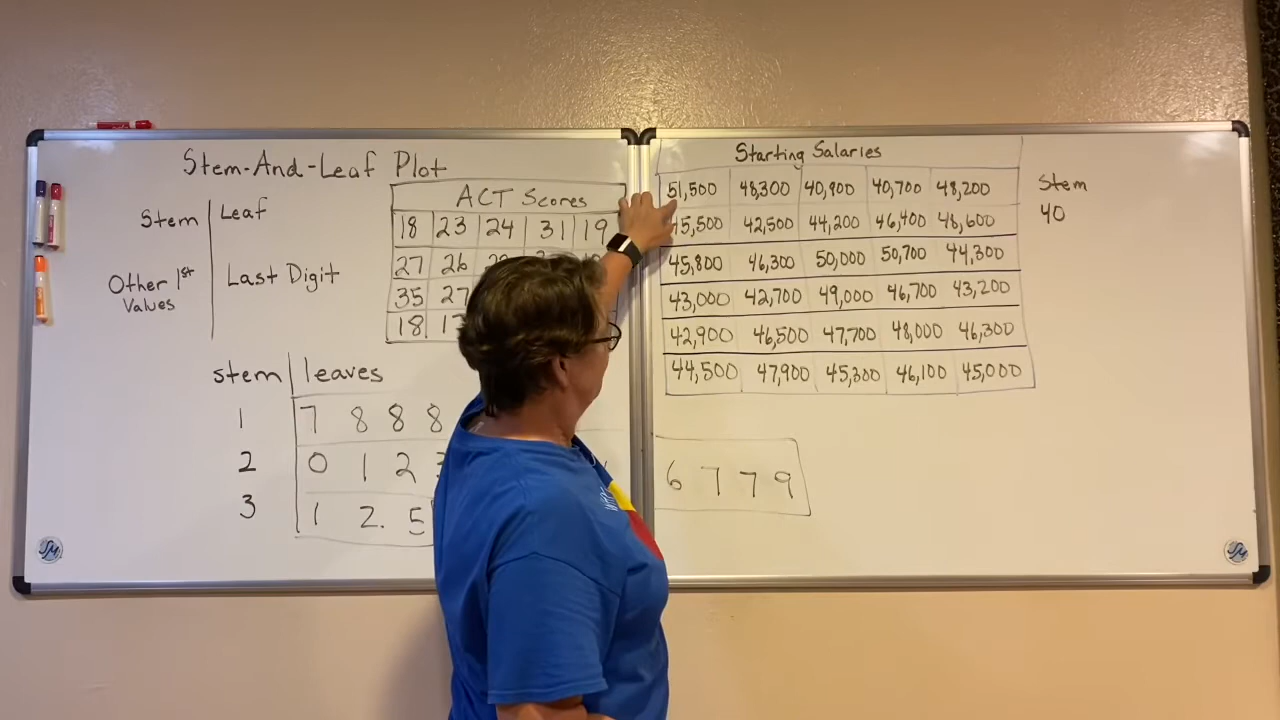 Stem-And-Leaf Plot
Stem | Leaf
Other 1st Values | Last Digit
ACT Scores
18 23 24 31 19
27 26
35 27
18
stem | leaves
1 7 8 8 8
2 0 1 2
3 1 2. 5
6 7 7 9
Starting Salaries
51,500 48,300 40,900 40,700 48,200
45,500 42,500 44,200 46,400 48,600
45,800 46,300 50,000 50,700 44,300
43,000 42,700 49,000 46,700 43,200
42,900 46,500 47,700 48,000 46,300
44,500 47,900 45,300 46,100 45,000
Stem
40
SM
SM